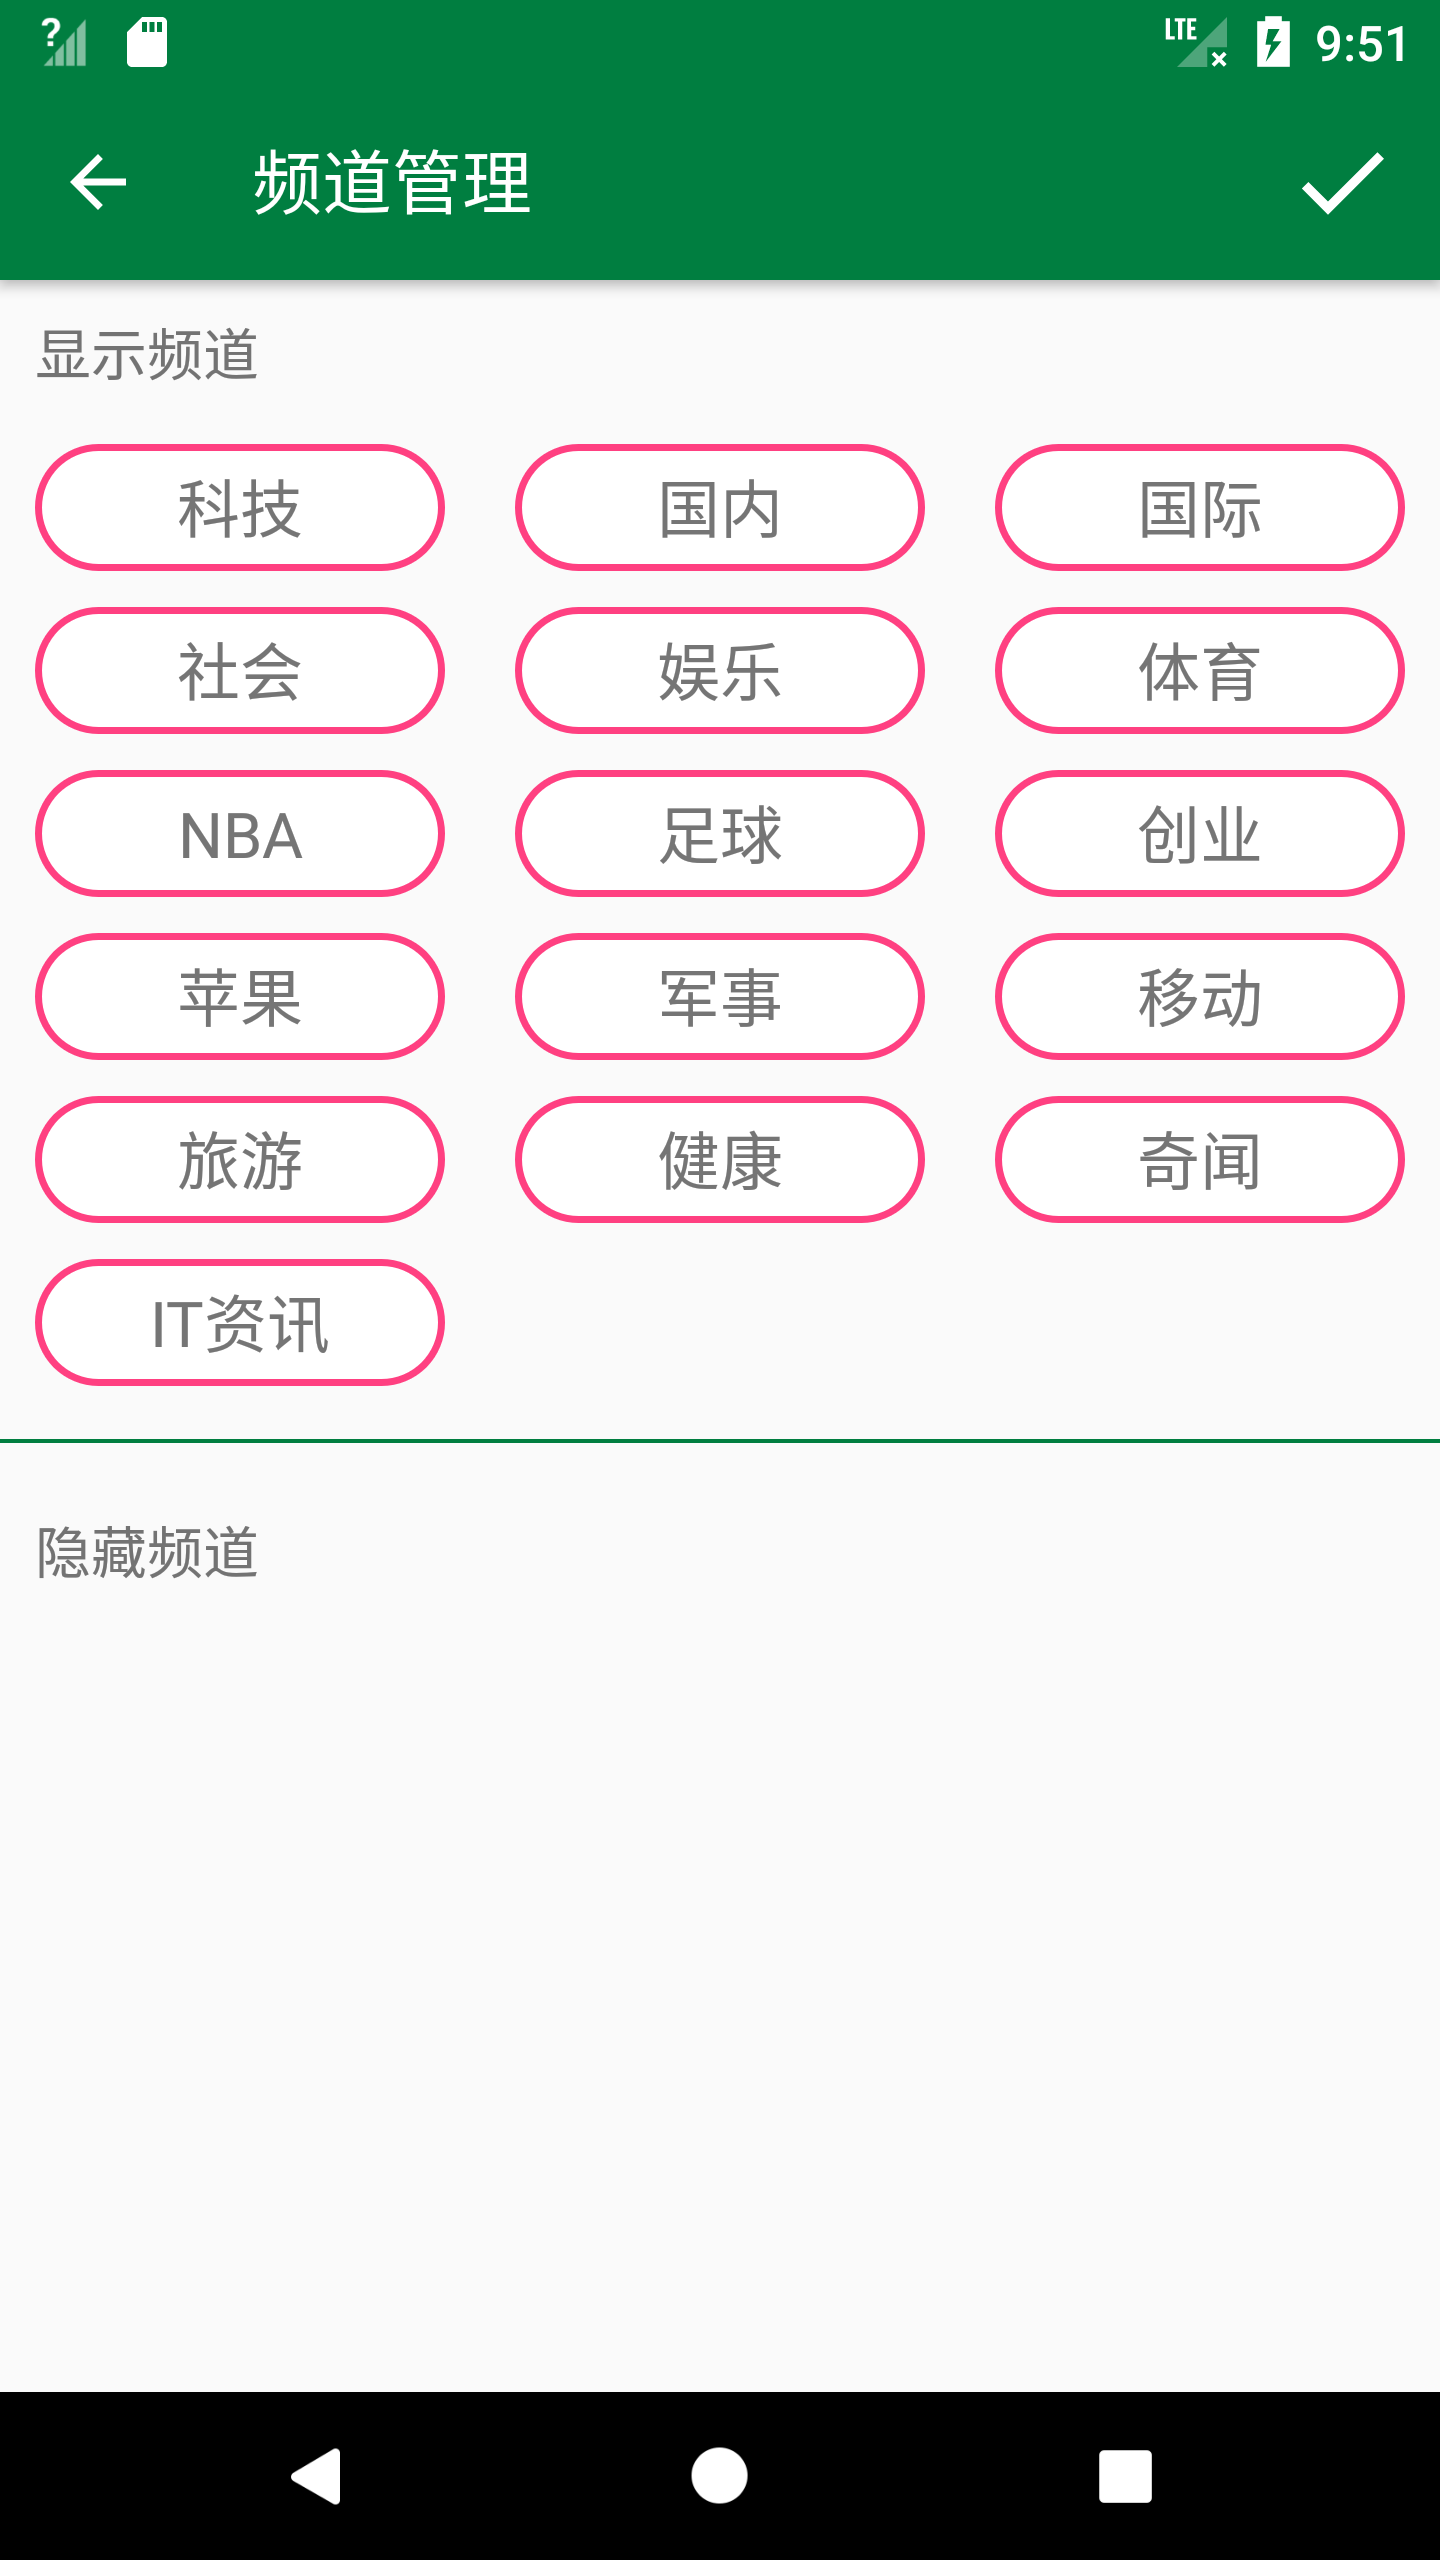 LTE 9:51
频道管理
显示频道
科技 国内 国际
社会 娱乐 体育
NBA 足球 创业
苹果 军事 移动
旅游 健康 奇闻
IT资讯
隐藏频道